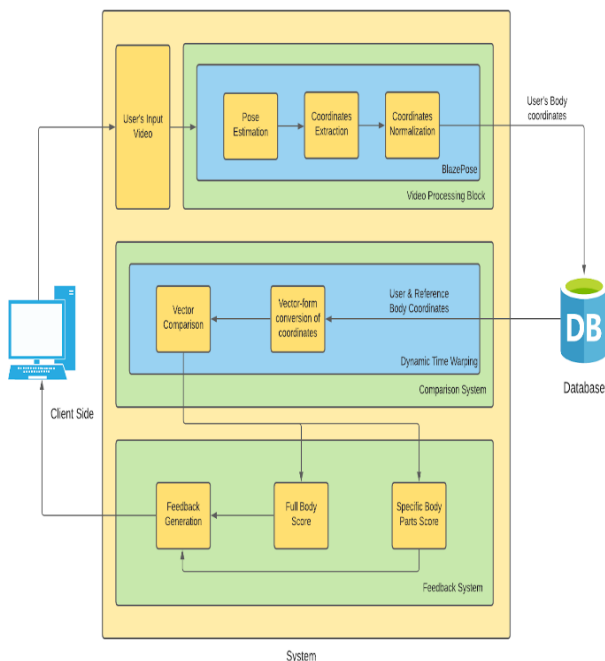 User's Input
Video
Pose
Estimation
Coordinates
Extraction
Coordinates
Normalization
BlazePose
Video Processing Block
User's Body
coordinates
Vector
Comparison
Vector-form
conversion of
coordinates
User & Reference
Body Coordinates
Dynamic Time Warping
Comparison System
DB
Database
Client Side
Feedback
Generation
Full Body
Score
Specific Body
Parts Score
Feedback System
System